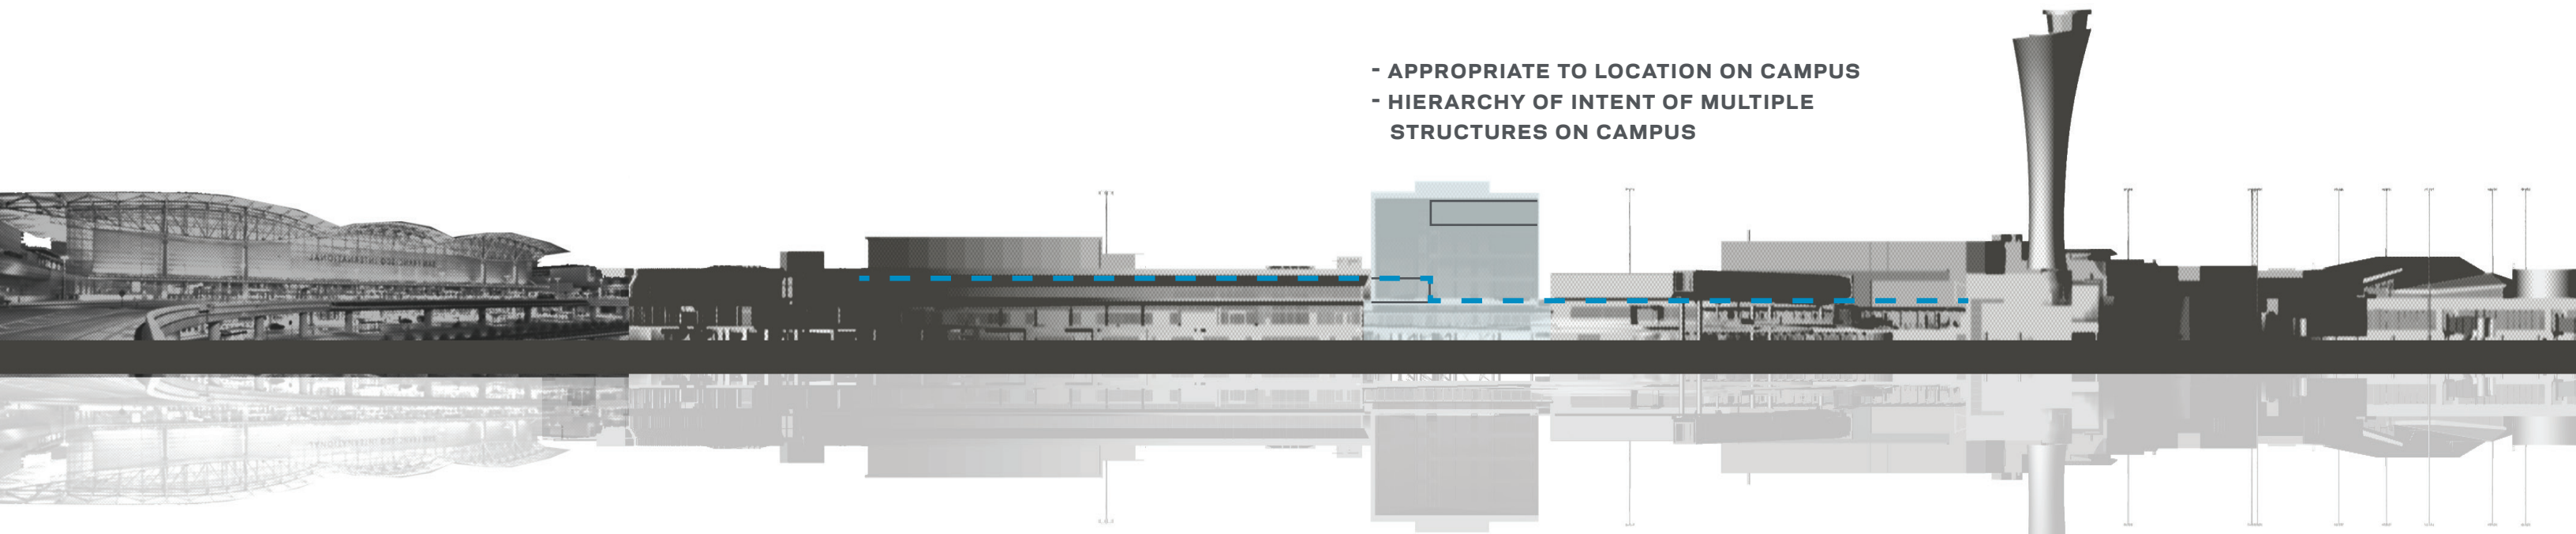 - APPROPRIATE TO LOCATION ON CAMPUS
- HIERARCHY OF INTENT OF MULTIPLE
STRUCTURES ON CAMPUS